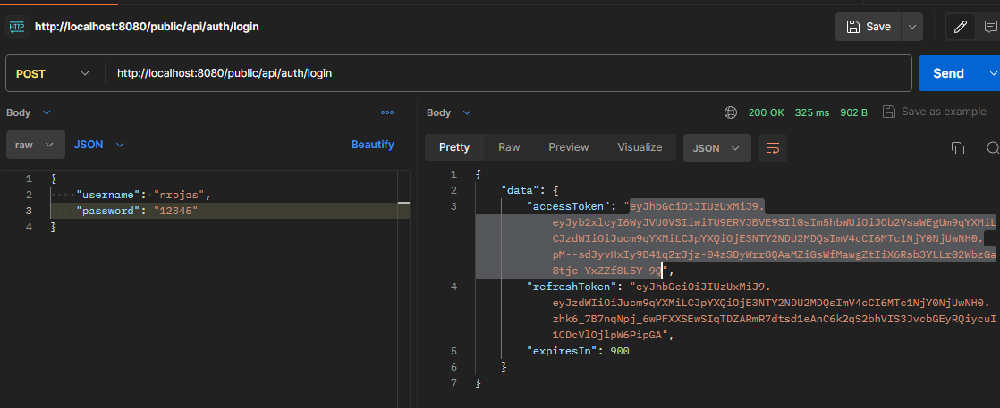 HTTP http://localhost:8080/public/api/auth/login
Save
POST http://localhost:8080/public/api/auth/login Send
Body
raw JSON Beautify
1 {
2 "username": "nrojas",
3 "password": "12345"
4 }
Body 200 OK 325 ms 902 B Save as example
Pretty Raw Preview Visualize JSON
1 {
2 "data": {
3 "accessToken": "eyJhbGciOiJIUzUxMiJ9.
eyJyb2xlcyI6WyJVU0VSIiwiTU9ERVJBVE9SIl0sIm5hbWUiOiJOb2VsaWEgUm9qYXMiL
CJzdWIiOiJucm9qYXMiLCJpYXQiOjE3NTY2NDU2MDQsImV4cCI6MTc1NjY0NjUwNH0.
pM--sdJyvHxIy9B41q2rJjz-04zSDyWrr8QAaMZiGsWfMawgZtIiX6Rsb3YLLr02WbzGa
8tjc-YxZZf8L5Y-9Q",
4 "refreshToken": "eyJhbGciOiJIUzUxMiJ9.
eyJzdWIiOiJucm9qYXMiLCJpYXQiOjE3NTY2NDU2MDQsImV4cCI6MTc1NjY0NjUwNH0.
zhk6_7B7nqNpj_6wPFXXSEwSIqTDZARmR7dtsd1eAnC6k2qS2bhVIS3JvcbGEyRQiycuI
1CDcVlOjlpW6PipGA",
5 "expiresIn": 900
6 }
7 }